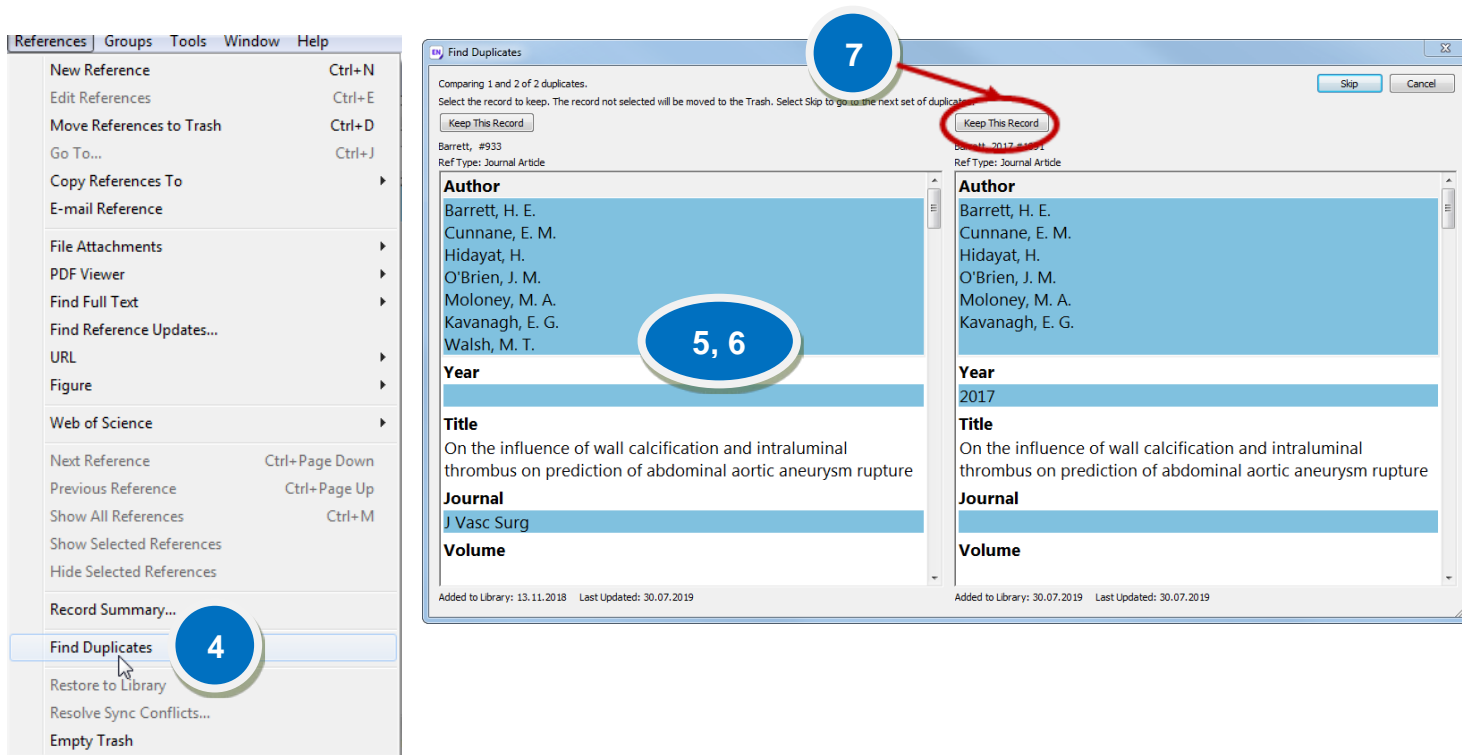 References Groups Tools Window Help
New Reference Ctrl+N
Edit References Ctrl+E
Move References to Trash Ctrl+D
Go To... Ctrl+J
Copy References To
E-mail Reference
File Attachments
PDF Viewer
Find Full Text
Find Reference Updates...
URL
Figure
Web of Science
Next Reference Ctrl+Page Down
Previous Reference Ctrl+Page Up
Show All References Ctrl+M
Show Selected References
Hide Selected References
Record Summary...
Find Duplicates
4
Restore to Library
Resolve Sync Conflicts...
Empty Trash
EN Find Duplicates
7
Comparing 1 and 2 of 2 duplicates.
Skip Cancel
Select the record to keep. The record not selected will be moved to the Trash. Select Skip to go to the next set of duplicates.
Keep This Record
Barrett, #933
Ref Type: Journal Article
Author
Barrett, H. E.
Cunnane, E. M.
Hidayat, H.
O'Brien, J. M.
Moloney, M. A.
Kavanagh, E. G.
Walsh, M. T.
5, 6
Year
Title
On the influence of wall calcification and intraluminal
thrombus on prediction of abdominal aortic aneurysm rupture
Journal
J Vasc Surg
Volume
Added to Library: 13.11.2018 Last Updated: 30.07.2019
Keep This Record
Barrett, 2017
Ref Type: Journal Article
Author
Barrett, H. E.
Cunnane, E. M.
Hidayat, H.
O'Brien, J. M.
Moloney, M. A.
Kavanagh, E. G.
Year
2017
Title
On the influence of wall calcification and intraluminal
thrombus on prediction of abdominal aortic aneurysm rupture
Journal
Volume
Added to Library: 30.07.2019 Last Updated: 30.07.2019